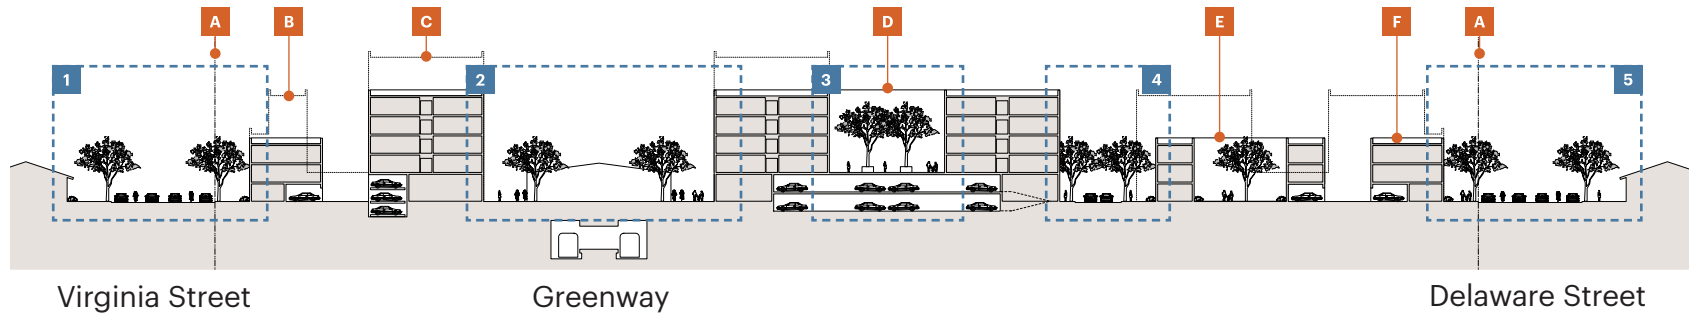 A B C D E F A
1 2 3 4 5
Virginia Street Greenway Delaware Street